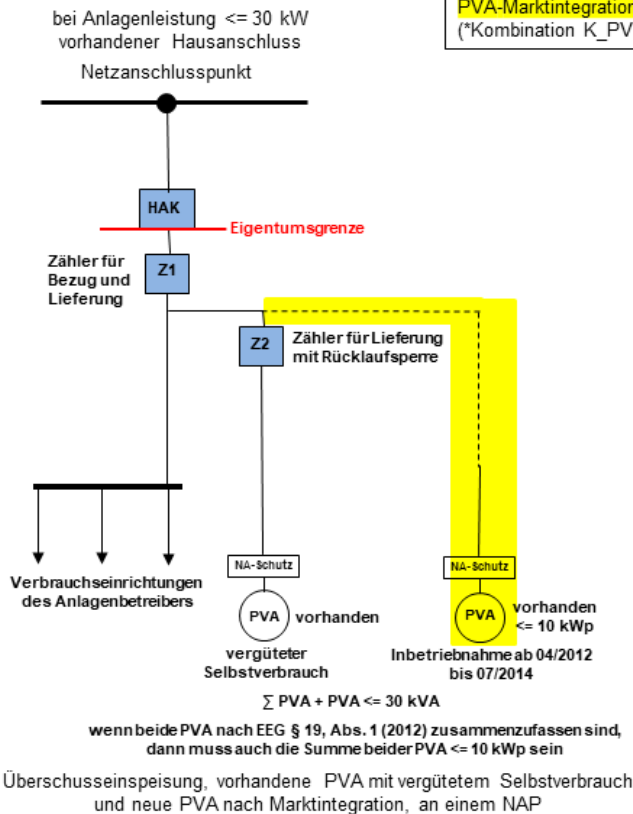 bei Anlagenleistung <= 30 kW
vorhandener Hausanschluss
Netzanschlusspunkt
PVA-Marktintegration
(*Kombination K_PV
HAK
Eigentumsgrenze
Zähler für
Bezug und
Lieferung
Z1
Z2
Zähler für Lieferung
mit Rücklaufsperre
Verbrauchseinrichtungen
des Anlagenbetreibers
NA-Schutz
PVA
vorhanden
vergüteter
Selbstverbrauch
NA-Schutz
PVA
vorhanden
<= 10 kWp
Inbetriebnahme ab 04/2012
bis 07/2014
∑ PVA + PVA <= 30 kVA
wenn beide PVA nach EEG § 19, Abs. 1 (2012) zusammenzufassen sind,
dann muss auch die Summe beider PVA <= 10 kWp sein
Überschusseinspeisung, vorhandene PVA mit vergütetem Selbstverbrauch
und neue PVA nach Marktintegration, an einem NAP